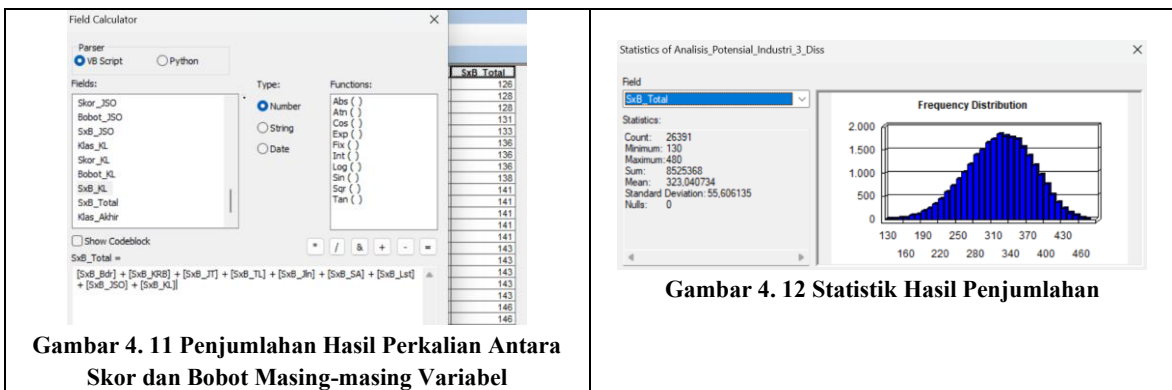 Field Calculator
Parser
VB Script Python
Fields: Type: Functions:
Skor_JSO
Bobot_JSO
SxB_JSO
Klas_KL
Skor_KL
Bobot_KL
SxB_KL
SxB_Total
Klas_Akhir
Number
String
Date
Abs ( )
Atn ( )
Cos ( )
Exp ( )
Fix ( )
Int ( )
Log ( )
Sin ( )
Sqr ( )
Tan ( )
Show Codeblock
* / & + - =
SxB_Total =
[SxB_Bdr] + [SxB_KRB] + [SxB_JT] + [SxB_TL] + [SxB_Jln] + [SxB_SA] + [SxB_Lst]
+ [SxB_JSO] + [SxB_KL]
SxB_Total
126
128
128
131
133
136
136
136
138
141
141
141
141
143
143
143
143
143
146
146
Gambar 4. 11 Penjumlahan Hasil Perkalian Antara
Skor dan Bobot Masing-masing Variabel
Statistics of Analisis_Potensial_Industri_3_Diss
Field
SxB_Total
Statistics:
Count: 26391
Minimum: 130
Maximum: 480
Sum: 8525368
Mean: 323,040734
Standard Deviation: 55,606135
Nulls: 0
Frequency Distribution
2.000
1.500
1.000
500
0
130 190 250 310 370 430
160 220 280 340 400 460
Gambar 4. 12 Statistik Hasil Penjumlahan